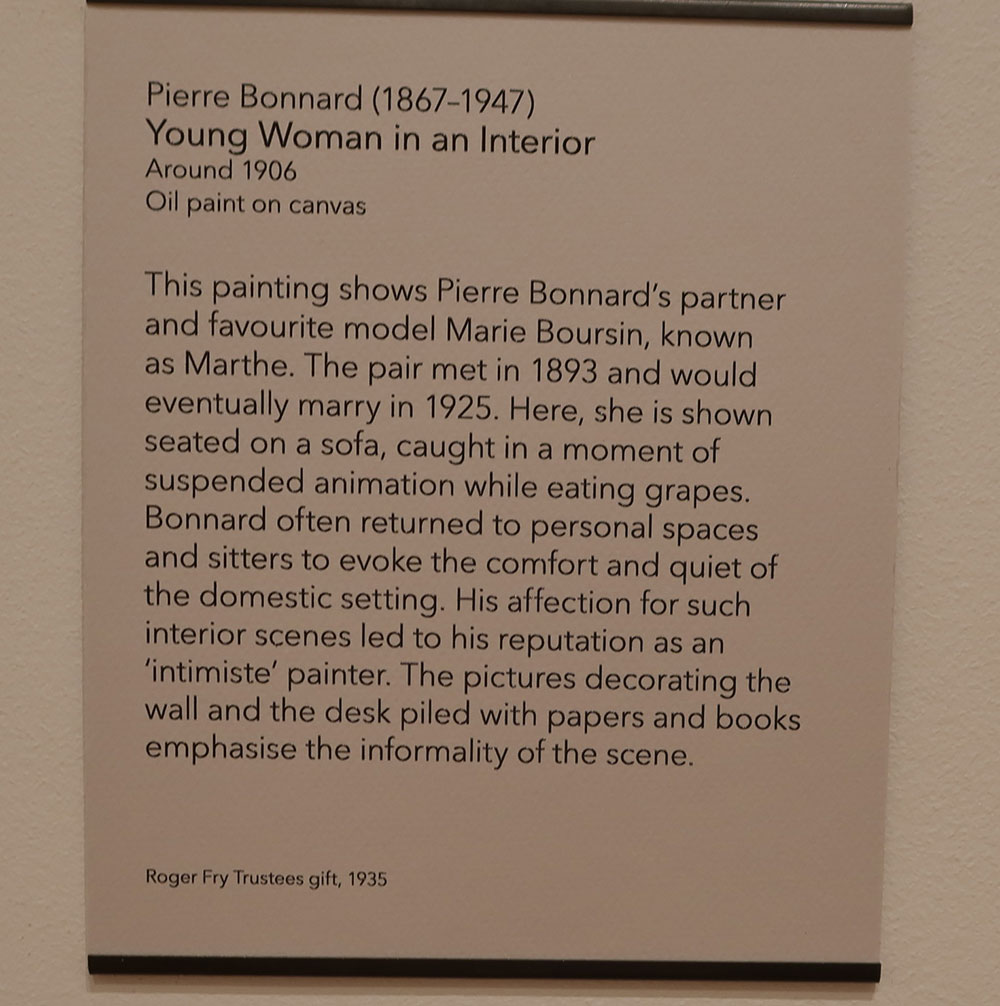 Pierre Bonnard (1867–1947)
Young Woman in an Interior
Around 1906
Oil paint on canvas
This painting shows Pierre Bonnard’s partner
and favourite model Marie Boursin, known
as Marthe. The pair met in 1893 and would
eventually marry in 1925. Here, she is shown
seated on a sofa, caught in a moment of
suspended animation while eating grapes.
Bonnard often returned to personal spaces
and sitters to evoke the comfort and quiet of
the domestic setting. His affection for such
interior scenes led to his reputation as an
‘intimiste’ painter. The pictures decorating the
wall and the desk piled with papers and books
emphasise the informality of the scene.
Roger Fry Trustees gift, 1935